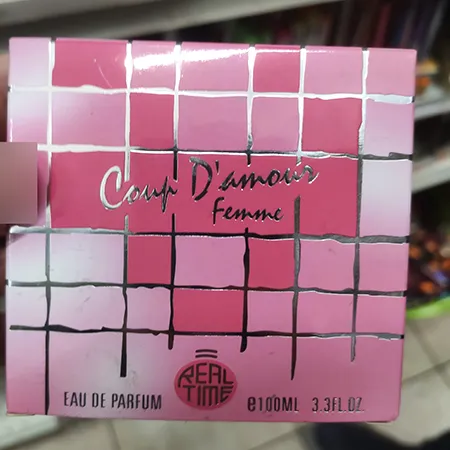 Coup D'amour
Femme
REAL
TIME
EAU DE PARFUM
e100ML 3.3FL.OZ